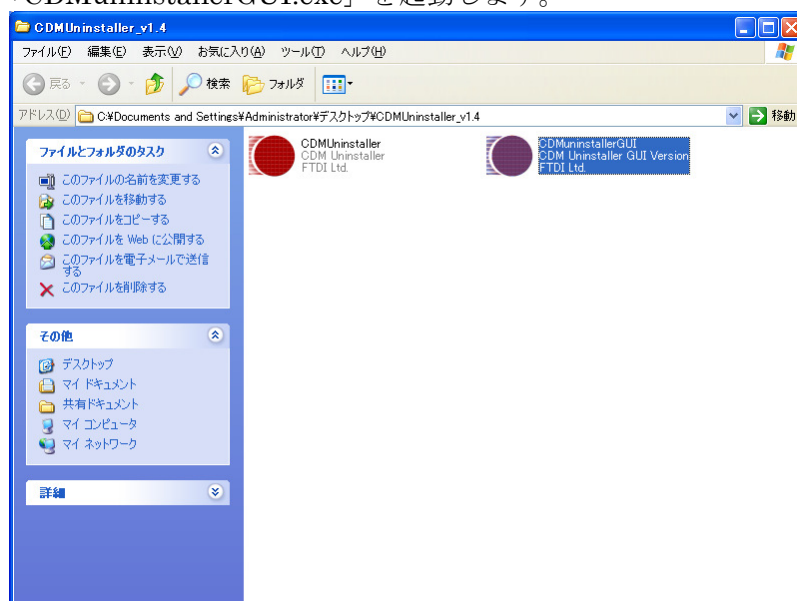 CDMuninstallerGUI.exe」を起動します。
CDMUninstaller_v1.4
ファイル(F) 編集(E) 表示(V) お気に入り(A) ツール(T) ヘルプ(H)
戻る 検索 フォルダ
アドレス(D) C:¥Documents and Settings¥Administrator¥デスクトップ¥CDMUninstaller_v1.4 移動
ファイルとフォルダのタスク
このファイルの名前を変更する
このファイルを移動する
このファイルをコピーする
このファイルを Web に公開する
このファイルを電子メールで送信
する
このファイルを削除する
その他
デスクトップ
マイ ドキュメント
共有ドキュメント
マイ コンピュータ
マイ ネットワーク
詳細
CDMUninstaller
CDM Uninstaller
FTDI Ltd.
CDMuninstallerGUI
CDM Uninstaller GUI Version
FTDI Ltd.